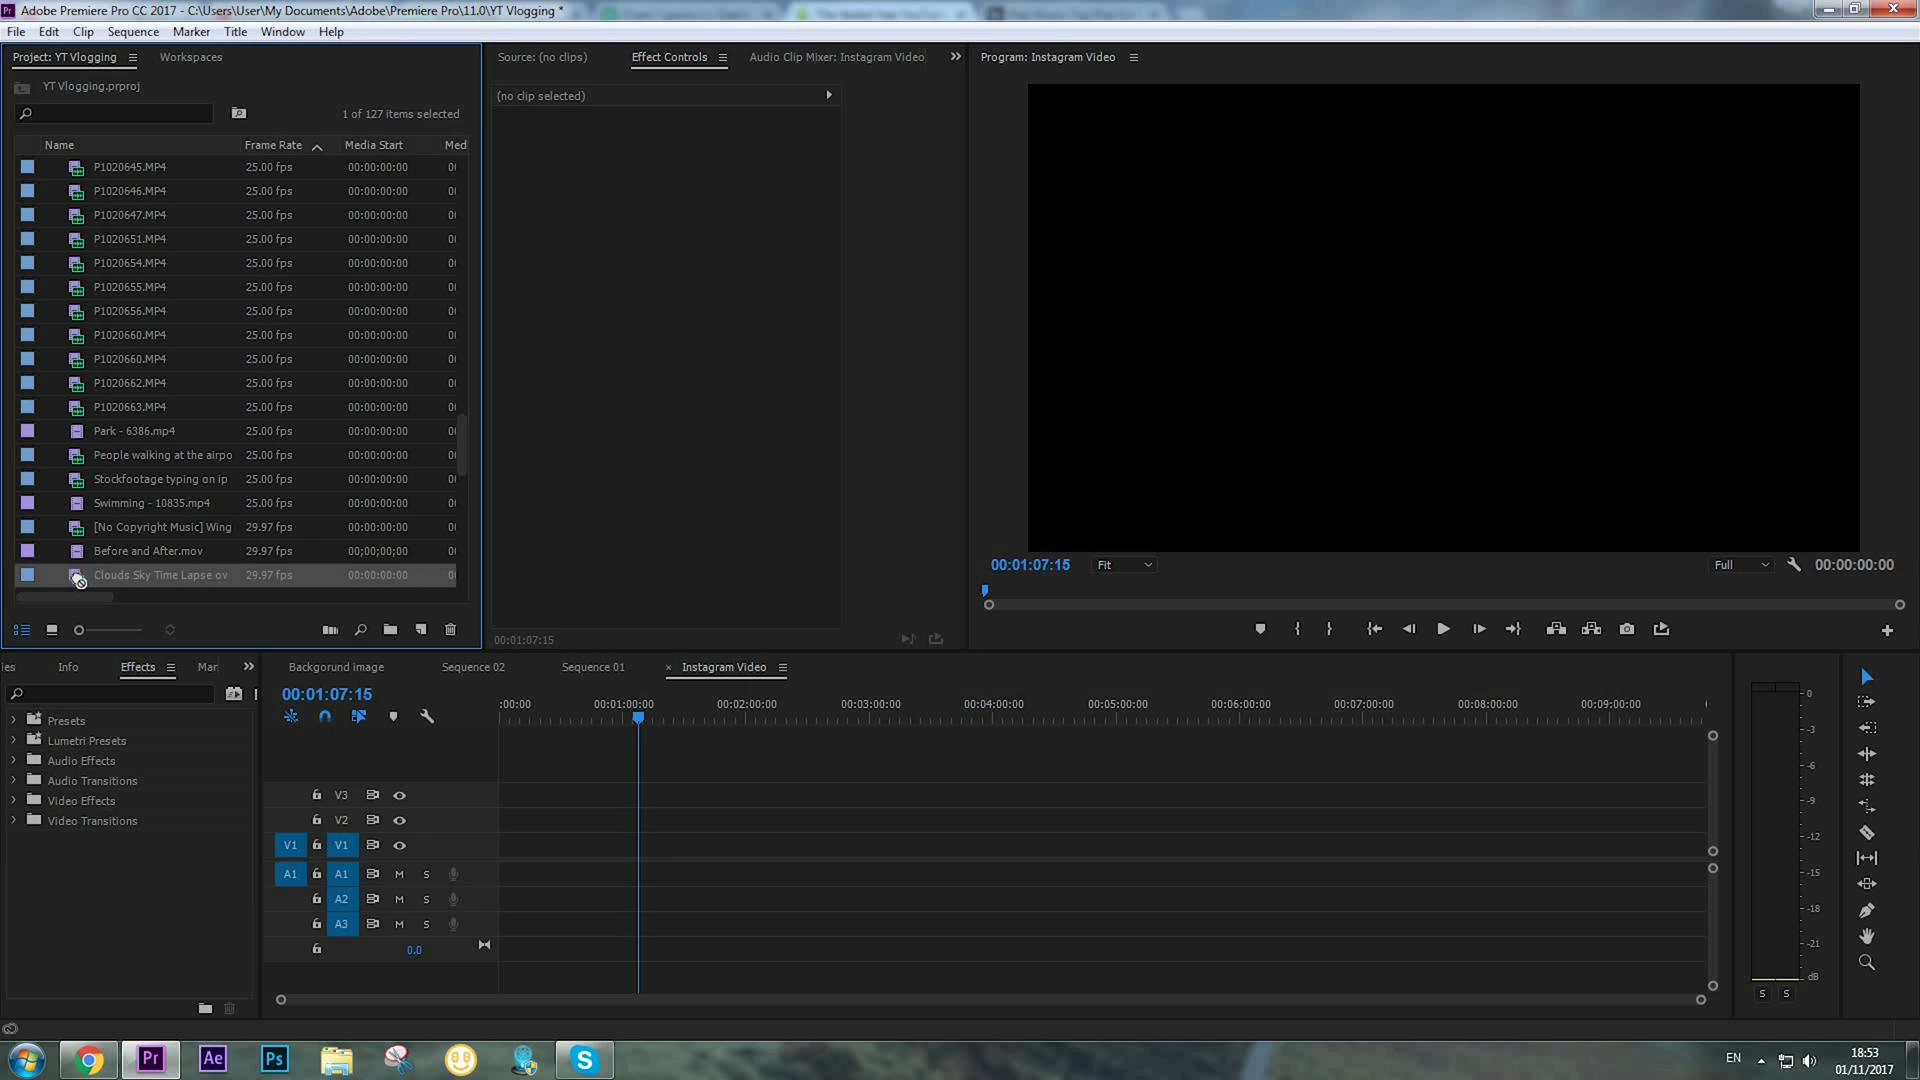 Adobe Premiere Pro CC 2017 - C:\Users\User\My Documents\Adobe\Premiere Pro\11.0\YT Vlogging *
File Edit Clip Sequence Marker Title Window Help
Project: YT Vlogging Workspaces
YT Vlogging.prproj
1 of 127 items selected
Name Frame Rate Media Start Med
P1020645.MP4 25.00 fps 00:00:00:00
P1020646.MP4 25.00 fps 00:00:00:00
P1020647.MP4 25.00 fps 00:00:00:00
P1020651.MP4 25.00 fps 00:00:00:00
P1020654.MP4 25.00 fps 00:00:00:00
P1020655.MP4 25.00 fps 00:00:00:00
P1020656.MP4 25.00 fps 00:00:00:00
P1020660.MP4 25.00 fps 00:00:00:00
P1020660.MP4 25.00 fps 00:00:00:00
P1020662.MP4 25.00 fps 00:00:00:00
P1020663.MP4 25.00 fps 00:00:00:00
Park - 6386.mp4 25.00 fps 00:00:00:00
People walking at the airpo 25.00 fps 00:00:00:00
Stockfootage typing on ip 25.00 fps 00:00:00:00
Swimming - 10835.mp4 25.00 fps 00:00:00:00
[No Copyright Music] Wing 29.97 fps 00:00:00:00
Before and After.mov 29.97 fps 00;00;00;00
Clouds Sky Time Lapse ov 29.97 fps 00:00:00:00
Source: (no clips) Effect Controls Audio Clip Mixer: Instagram Video
(no clip selected)
00:01:07:15
Program: Instagram Video
00:01:07:15 Fit Full 00:00:00:00
ies Info Effects Mar
Presets
Lumetri Presets
Audio Effects
Audio Transitions
Video Effects
Video Transitions
Background image Sequence 02 Sequence 01 × Instagram Video
00:01:07:15
:00:00 00:01:00:00 00:02:00:00 00:03:00:00 00:04:00:00 00:05:00:00 00:06:00:00 00:07:00:00 00:08:00:00 00:09:00:00
V3
V2
V1 V1
A1 A1 M S
A2 M S
A3 M S
0.0
0
-3
-6
-9
-12
-15
-18
-21
dB
S S
Pr Ae Ps S
EN
18:53
01/11/2017